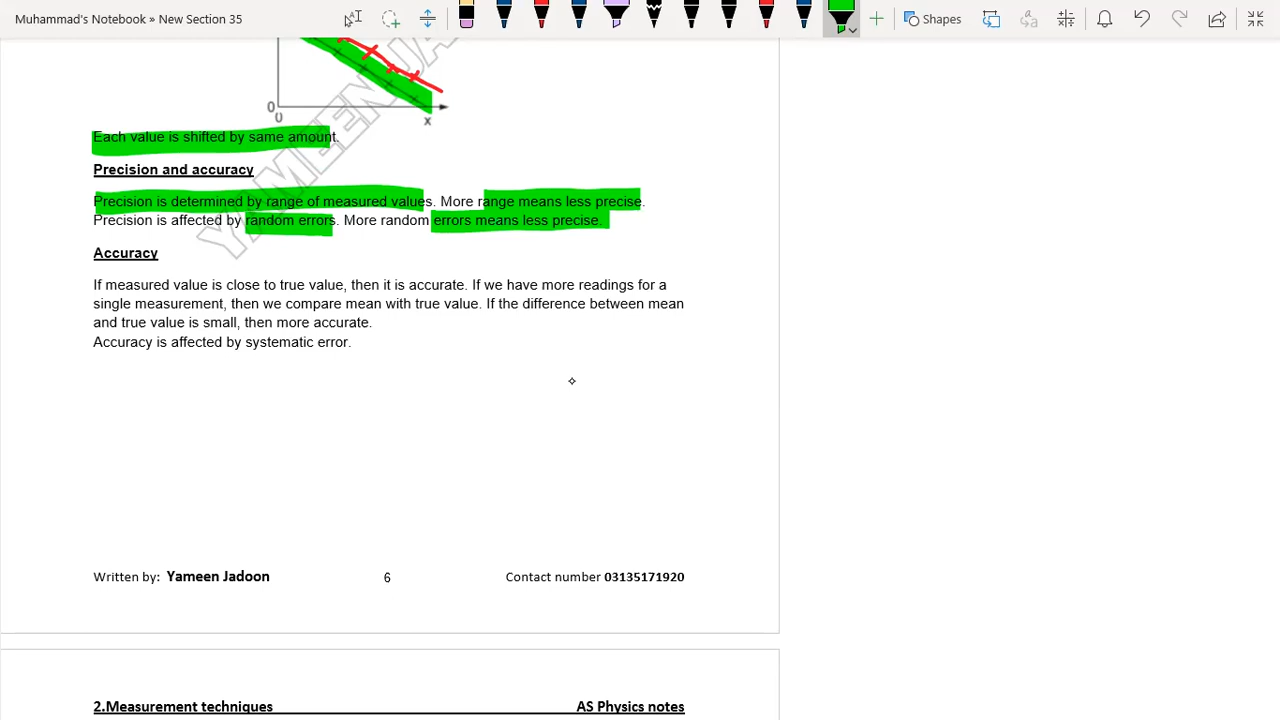 Muhammad's Notebook » New Section 35
Shapes
0
0
x
Each value is shifted by same amount.
Precision and accuracy
Precision is determined by range of measured values. More range means less precise.
Precision is affected by random errors. More random errors means less precise.
Accuracy
If measured value is close to true value, then it is accurate. If we have more readings for a
single measurement, then we compare mean with true value. If the difference between mean
and true value is small, then more accurate.
Accuracy is affected by systematic error.
Written by: Yameen Jadoon 6 Contact number 03135171920
2.Measurement techniques AS Physics notes